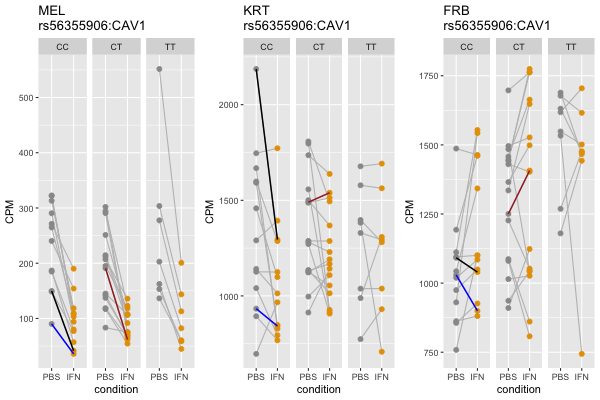 MEL
rs56355906:CAV1
CC CT TT
CPM
500
400
300
200
100
PBS IFN PBS IFN PBS IFN
condition
KRT
rs56355906:CAV1
CC CT TT
CPM
2000
1500
1000
PBS IFN PBS IFN PBS IFN
condition
FRB
rs56355906:CAV1
CC CT TT
CPM
1750
1500
1250
1000
750
PBS IFN PBS IFN PBS IFN
condition